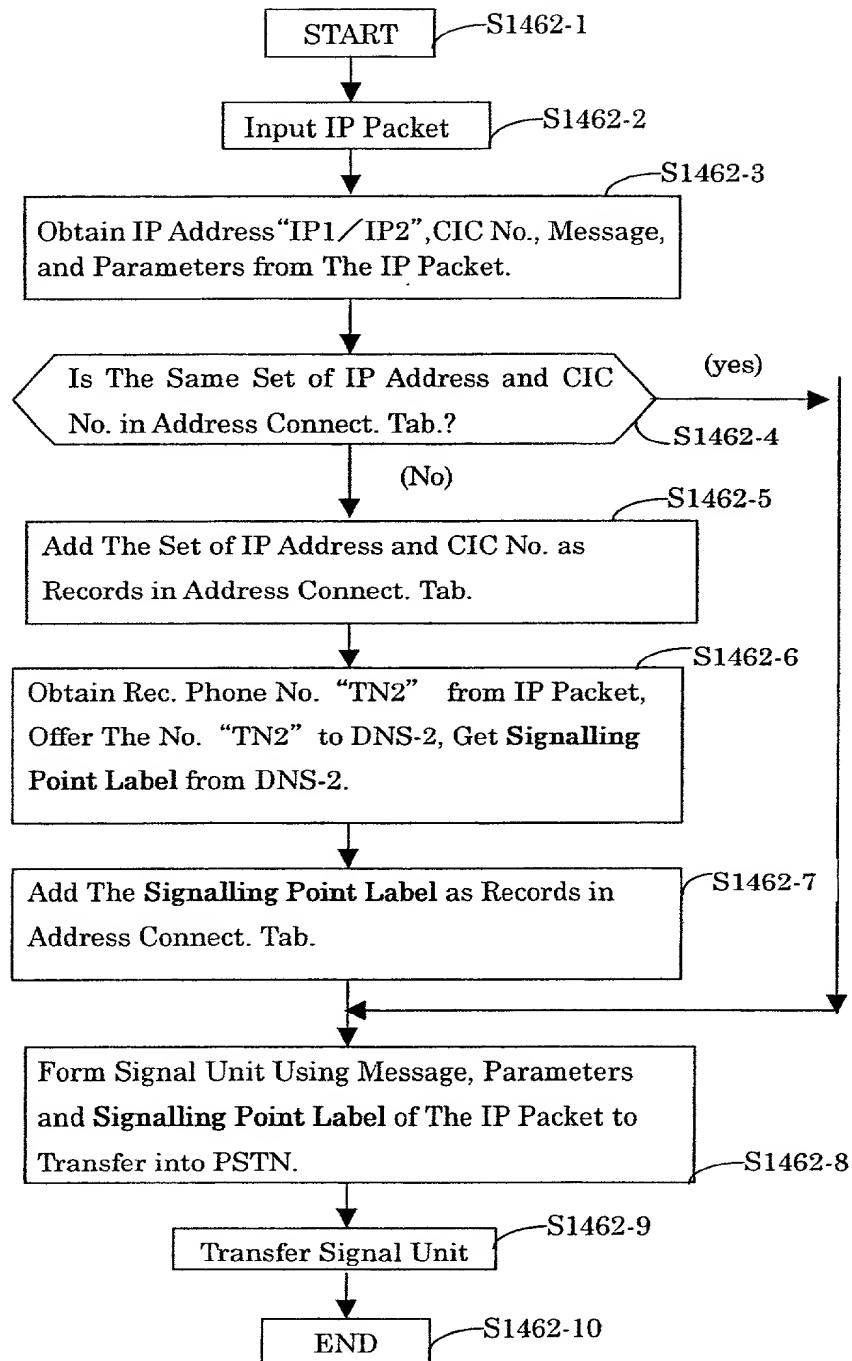 START
S1462-1
Input IP Packet
S1462-2
S1462-3
Obtain IP Address“IP1／IP2”,CIC No., Message,
and Parameters from The IP Packet.
Is The Same Set of IP Address and CIC
No. in Address Connect. Tab.?
(yes)
S1462-4
(No)
S1462-5
Add The Set of IP Address and CIC No. as
Records in Address Connect. Tab.
S1462-6
Obtain Rec. Phone No. “TN2” from IP Packet,
Offer The No. “TN2” to DNS-2, Get Signalling
Point Label from DNS-2.
S1462-7
Add The Signalling Point Label as Records in
Address Connect. Tab.
Form Signal Unit Using Message, Parameters
and Signalling Point Label of The IP Packet to
Transfer into PSTN.
S1462-8
S1462-9
Transfer Signal Unit
END
S1462-10